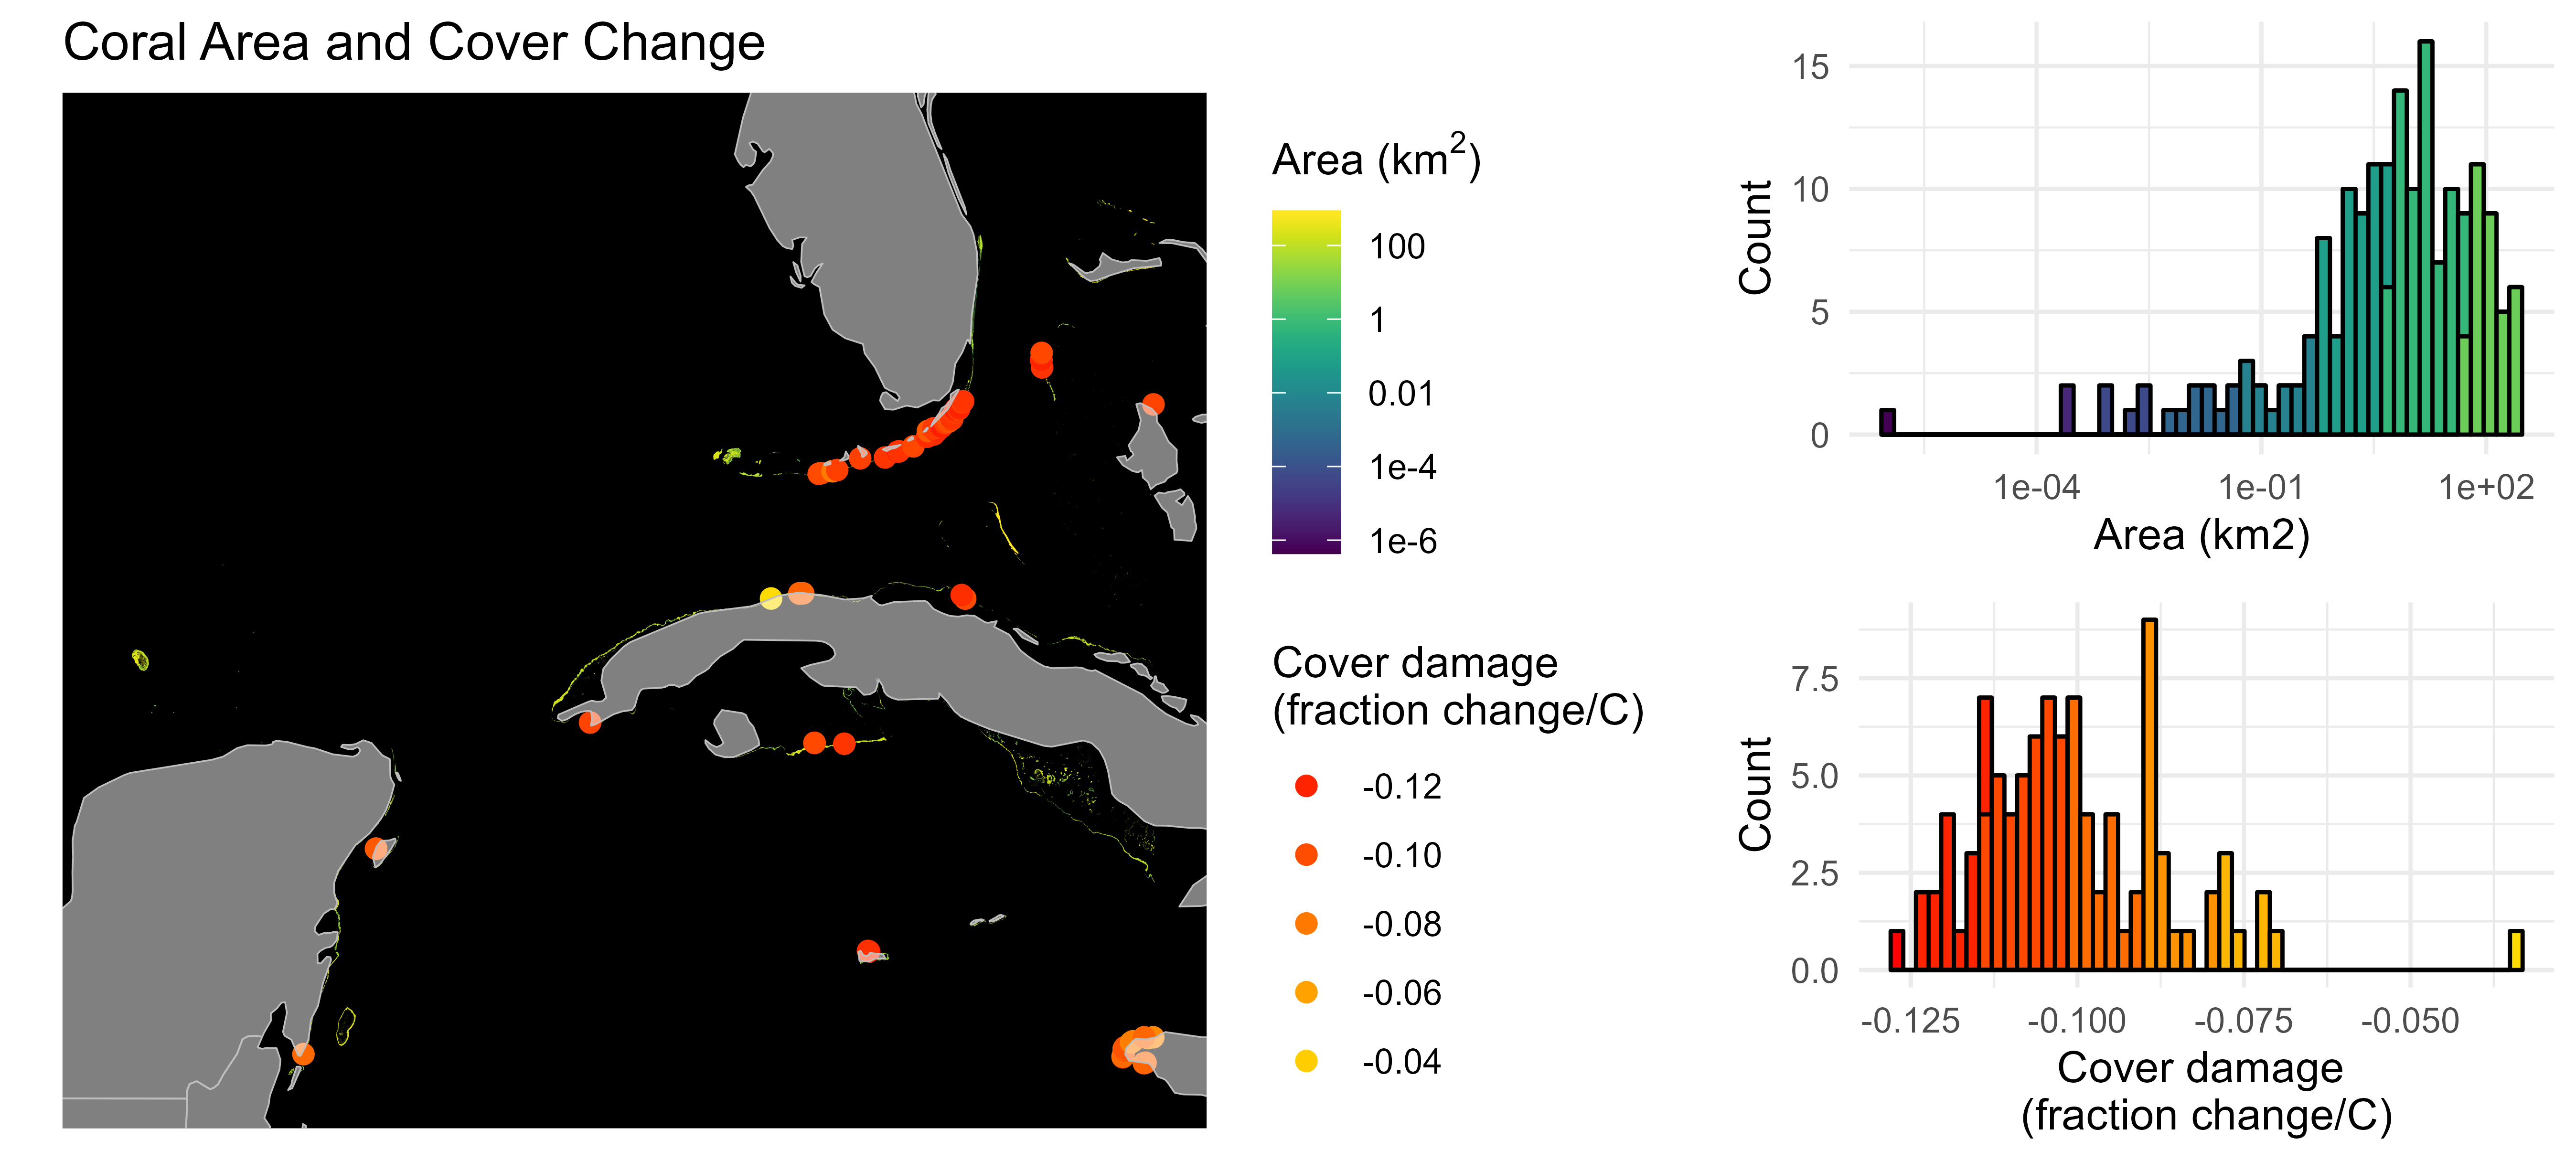 Coral Area and Cover Change
Area (km²)
100
1
0.01
1e-4
1e-6
Cover damage
(fraction change/C)
-0.12
-0.10
-0.08
-0.06
-0.04
Count
15
10
5
0
1e-04 1e-01 1e+02
Area (km2)
Count
7.5
5.0
2.5
0.0
-0.125 -0.100 -0.075 -0.050
Cover damage
(fraction change/C)